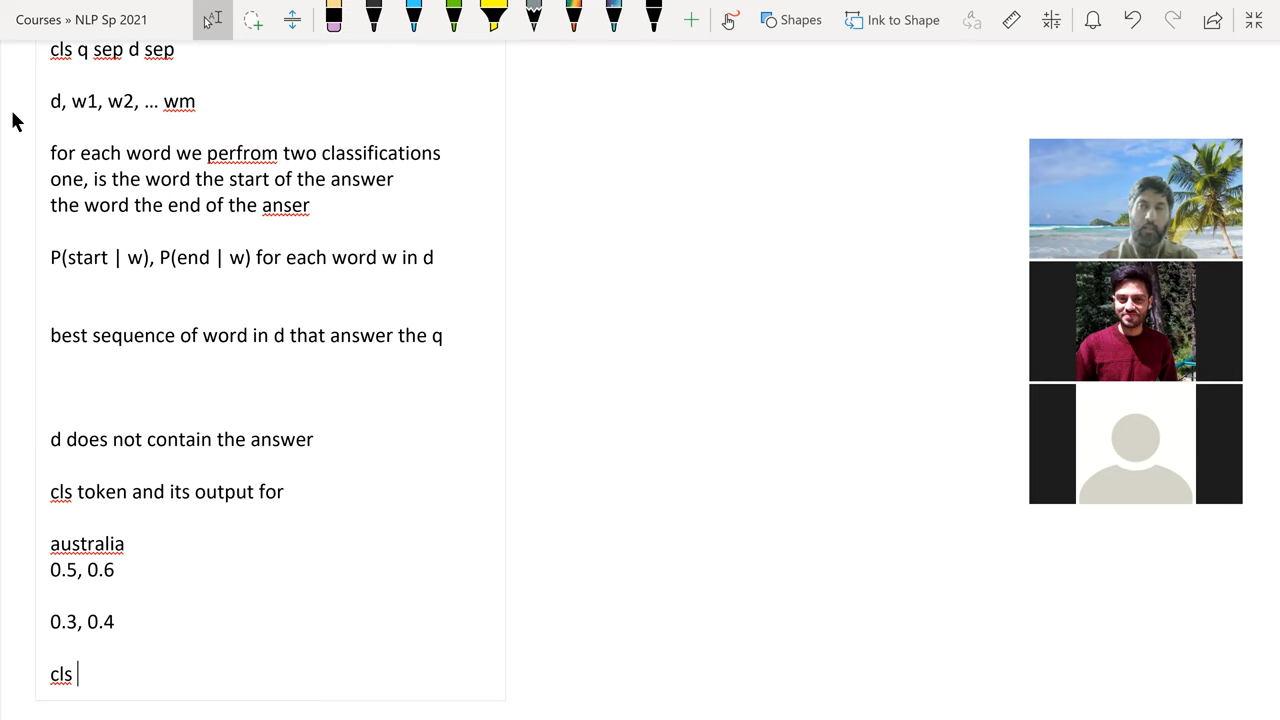 Courses » NLP Sp 2021
Shapes
Ink to Shape
cls q sep d sep
d, w1, w2, ... wm
for each word we perfrom two classifications
one, is the word the start of the answer
the word the end of the anser
P(start | w), P(end | w) for each word w in d
best sequence of word in d that answer the q
d does not contain the answer
cls token and its output for
australia
0.5, 0.6
0.3, 0.4
cls